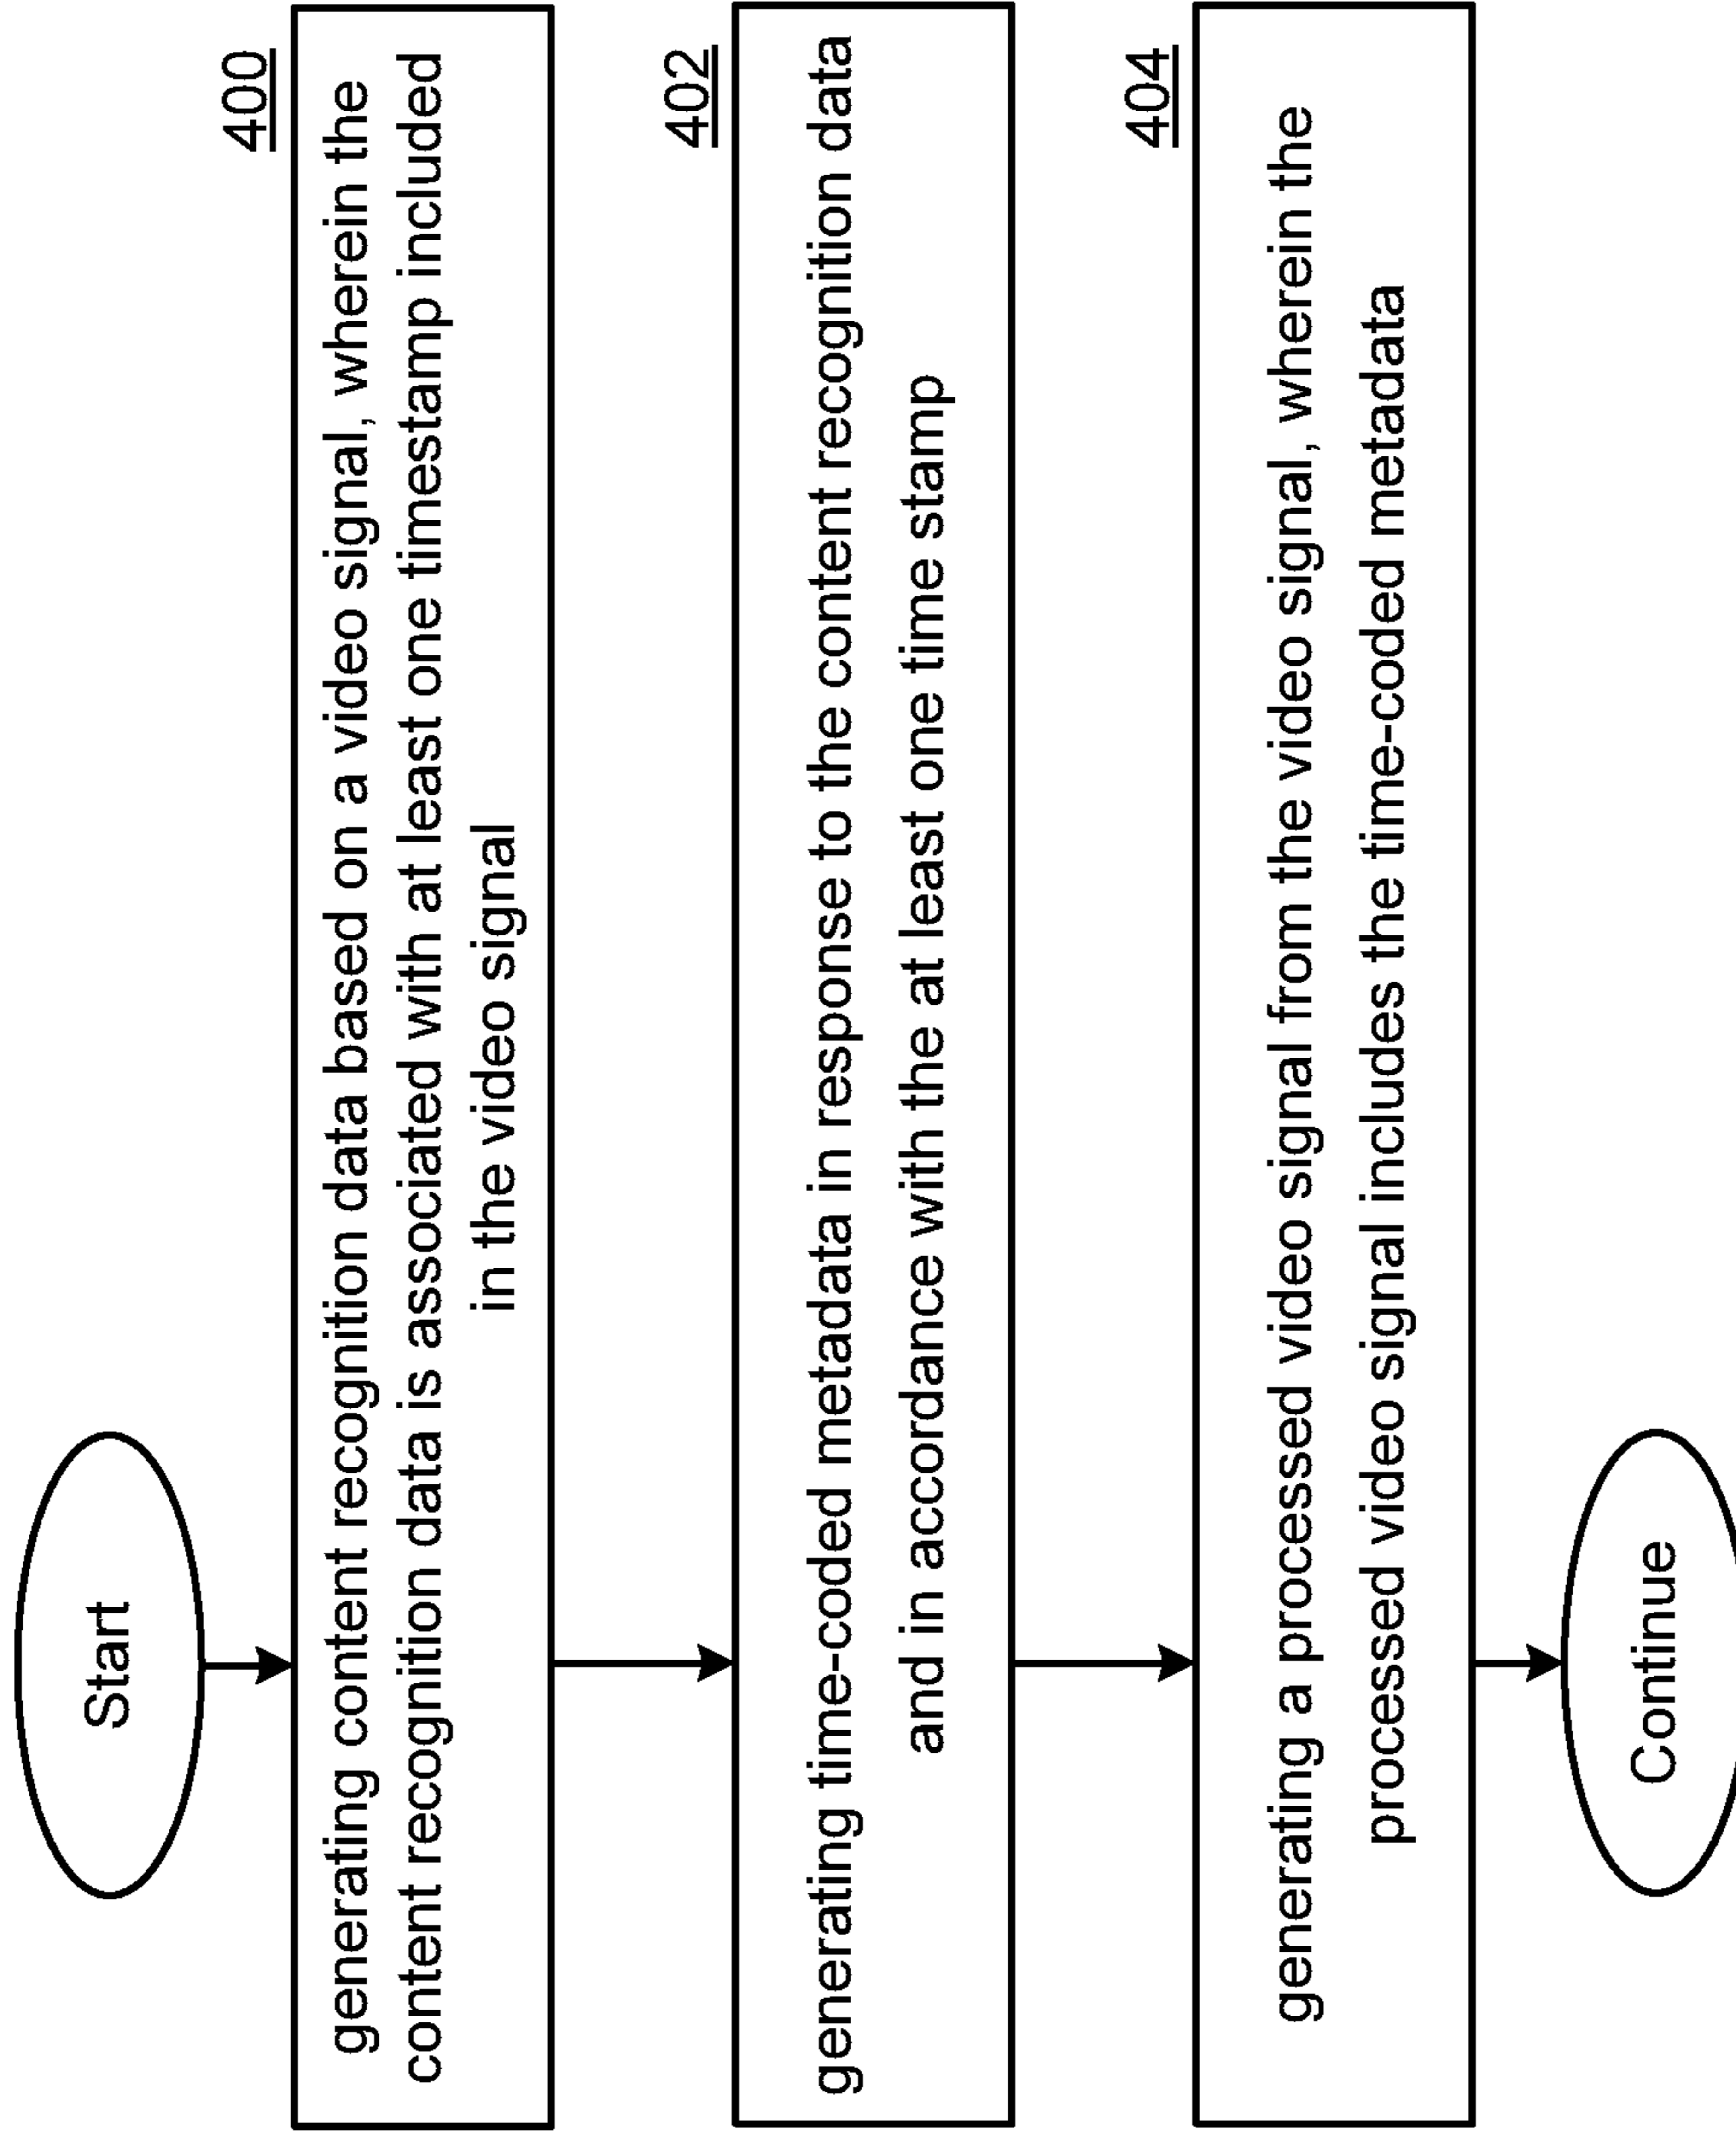 Start
400
generating content recognition data based on a video signal, wherein the
content recognition data is associated with at least one timestamp included
in the video signal
402
generating time-coded metadata in response to the content recognition data
and in accordance with the at least one time stamp
404
generating a processed video signal from the video signal, wherein the
processed video signal includes the time-coded metadata
Continue